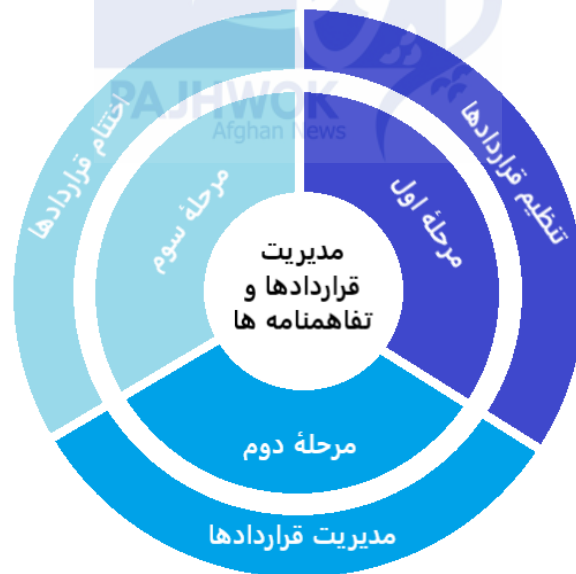 PAJHWOK
Afghan News
مدیریت
قراردادها و
تفاهمنامه ها
مرحلهٔ اول
تنظیم قراردادها
مرحلهٔ دوم
مدیریت قراردادها
مرحلهٔ سوم
اختتام قراردادها